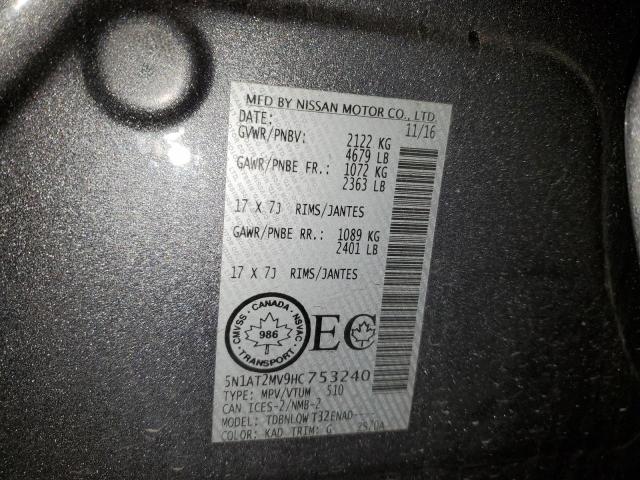 MFD BY NISSAN MOTOR CO., LTD.
DATE: 11/16
GVWR/PNBV: 2122 KG
4679 LB
GAWR/PNBE FR.: 1072 KG
2363 LB
17 X 7J RIMS/JANTES
GAWR/PNBE RR.: 1089 KG
2401 LB
17 X 7J RIMS/JANTES
CMVSS · CANADA · NSVAC
986
TRANSPORT
EC
5N1AT2MV9HC753240
TYPE: MPV/VTUM 510
CAN ICES-2/NMB-2
MODEL: TDBNLQWT32ENAD
COLOR: KAD TRIM: G